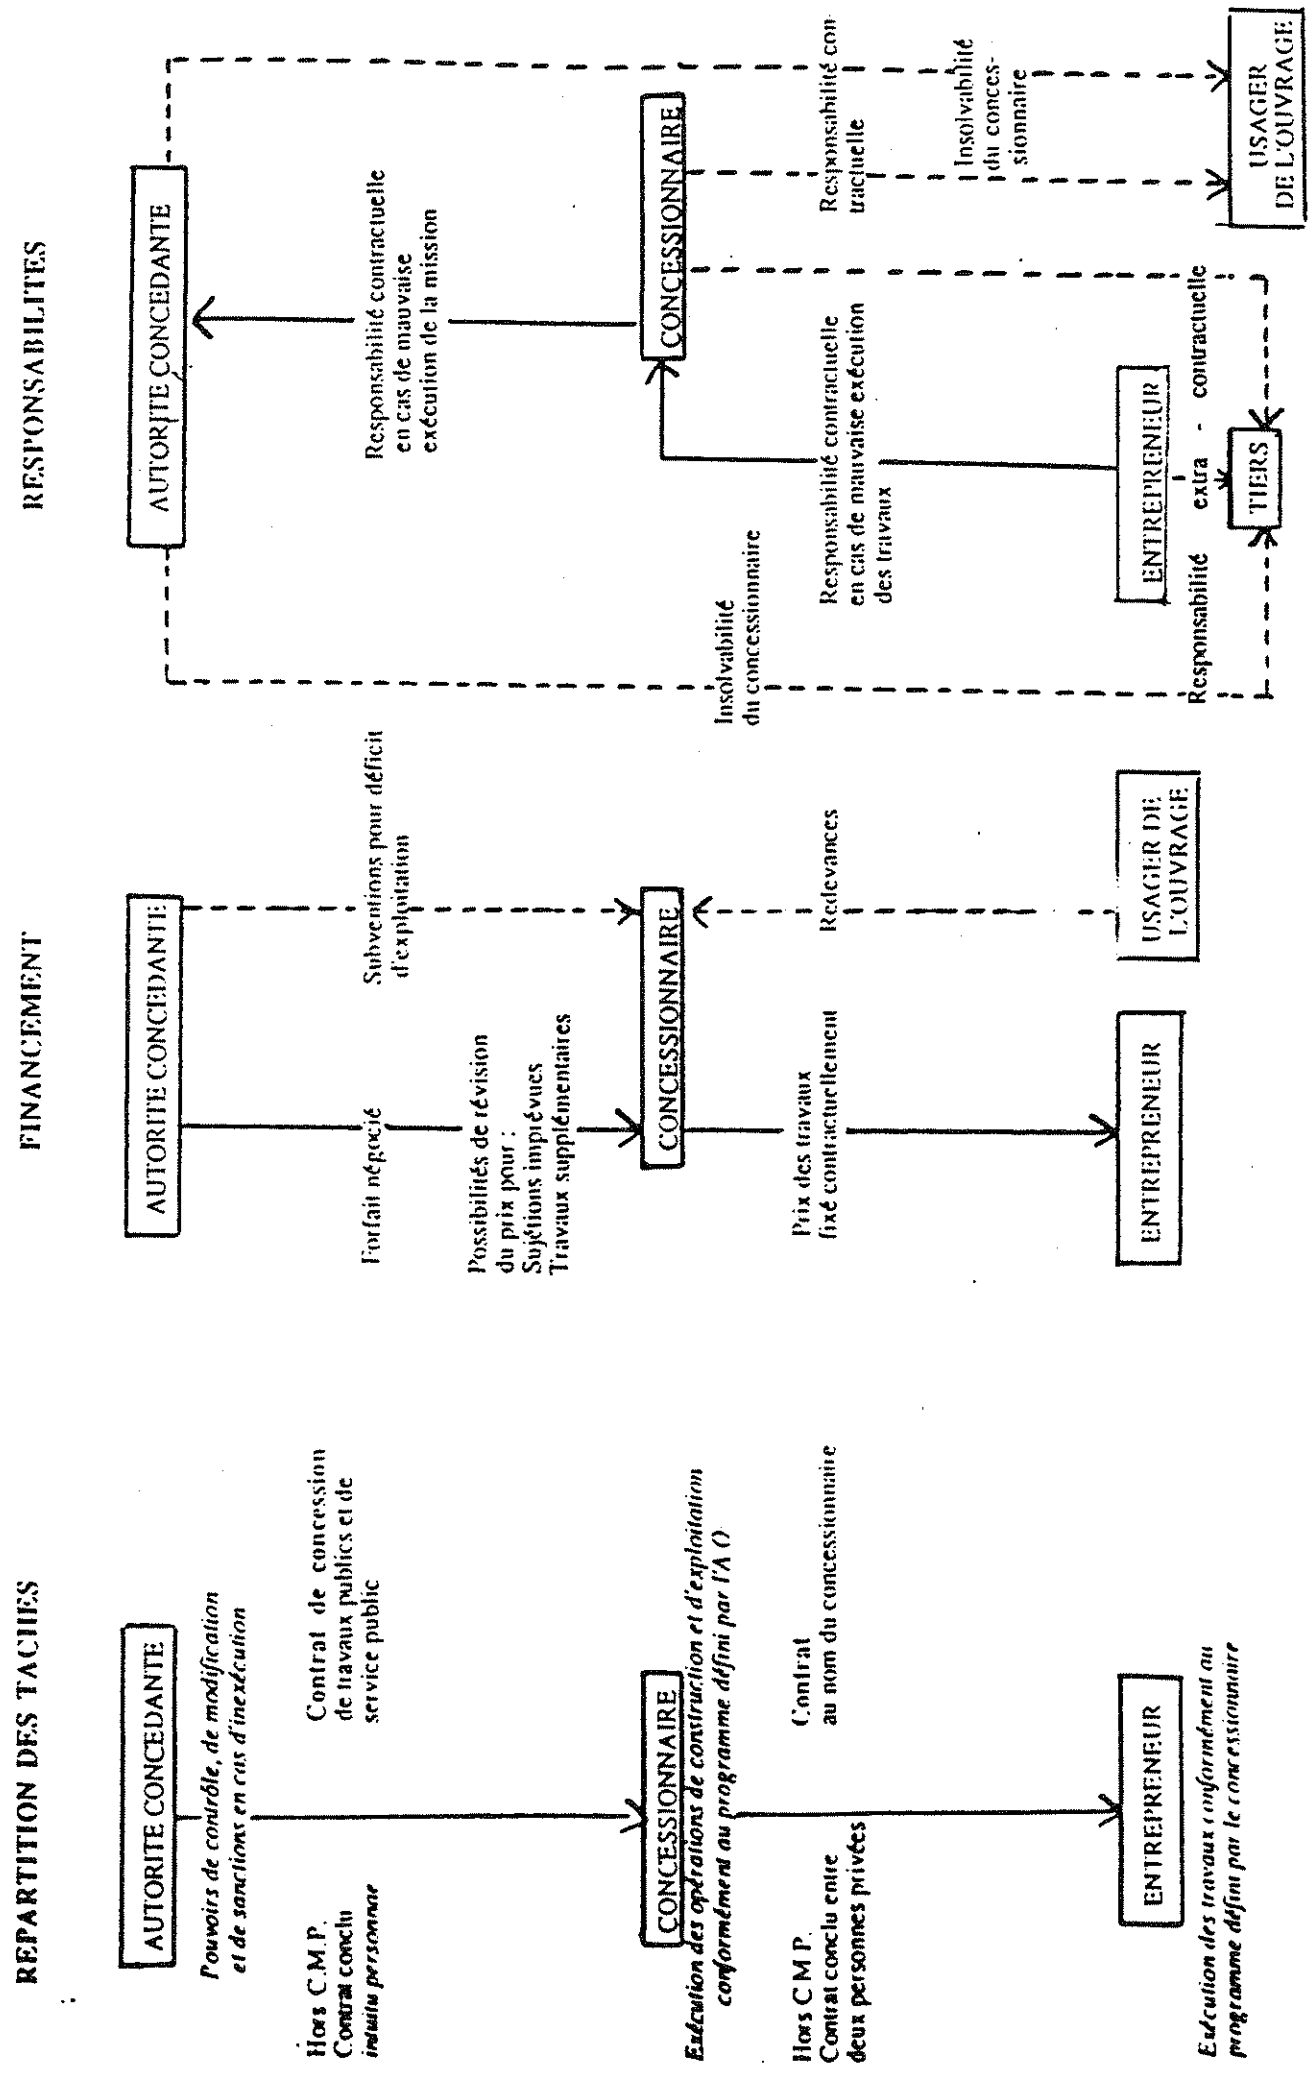 REPARTITION DES TACHES
AUTORITE CONCEDANTE
Pouvoirs de contrôle, de modification
et de sanctions en cas d'inexécution
Hors C.M.P.
Contrat conclu
intuitu personnae
Contrat de concession
de travaux publics et de
service public
CONCESSIONNAIRE
Exécution des opérations de construction et d'exploitation
conformément au programme défini par l'A O
Hors C M P.
Contrat conclu entre
deux personnes privées
Contrat
au nom du concessionnaire
ENTREPRENEUR
Exécution des travaux conformément au
programme défini par le concessionnaire
FINANCEMENT
AUTORITE CONCEDANTE
Forfait négocié
Subventions pour déficit
d'exploitation
Possibilités de révision
du prix pour :
Sujétions imprévues
Travaux supplémentaires
CONCESSIONNAIRE
Prix des travaux
fixé contractuellement
Redevances
ENTREPRENEUR
USAGER DE
L'OUVRAGE
RESPONSABILITES
AUTORITE CONCEDANTE
Responsabilité contractuelle
en cas de mauvaise
exécution de la mission
CONCESSIONNAIRE
Insolvabilité
du concessionnaire
Responsabilité contractuelle
en cas de mauvaise exécution
des travaux
Responsabilité con-
tractuelle
Insolvabilité
du conces-
sionnaire
ENTREPRENEUR
Responsabilité extra - contractuelle
TIERS
USAGER
DE L'OUVRAGE